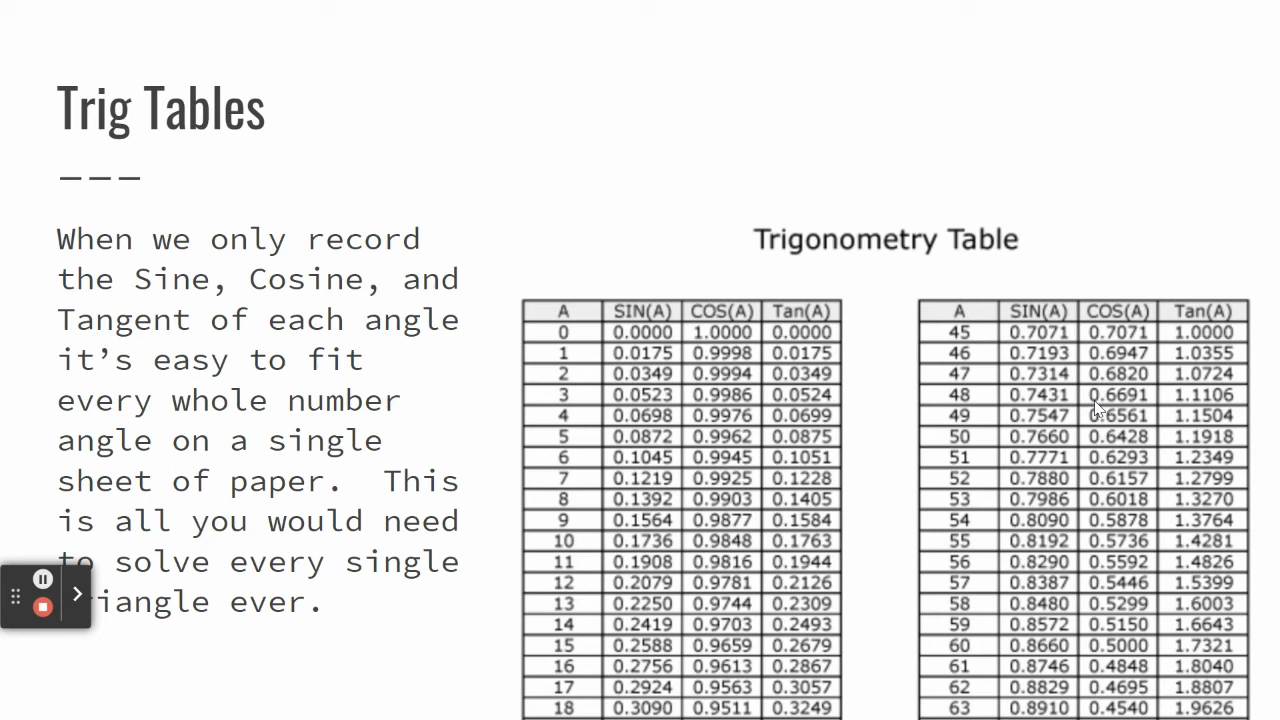 Trig Tables
———
When we only record
the Sine, Cosine, and
Tangent of each angle
it’s easy to fit
every whole number
angle on a single
sheet of paper.  This
is all you would need
to solve every single
ever.
Trigonometry Table
A SIN(A) COS(A) Tan(A)
0 0.0000 1.0000 0.0000
1 0.0175 0.9998 0.0175
2 0.0349 0.9994 0.0349
3 0.0523 0.9986 0.0524
4 0.0698 0.9976 0.0699
5 0.0872 0.9962 0.0875
6 0.1045 0.9945 0.1051
7 0.1219 0.9925 0.1228
8 0.1392 0.9903 0.1405
9 0.1564 0.9877 0.1584
10 0.1736 0.9848 0.1763
11 0.1908 0.9816 0.1944
12 0.2079 0.9781 0.2126
13 0.2250 0.9744 0.2309
14 0.2419 0.9703 0.2493
15 0.2588 0.9659 0.2679
16 0.2756 0.9613 0.2867
17 0.2924 0.9563 0.3057
18 0.3090 0.9511 0.3249
A SIN(A) COS(A) Tan(A)
45 0.7071 0.7071 1.0000
46 0.7193 0.6947 1.0355
47 0.7314 0.6820 1.0724
48 0.7431 0.6691 1.1106
49 0.7547 0.6561 1.1504
50 0.7660 0.6428 1.1918
51 0.7771 0.6293 1.2349
52 0.7880 0.6157 1.2799
53 0.7986 0.6018 1.3270
54 0.8090 0.5878 1.3764
55 0.8192 0.5736 1.4281
56 0.8290 0.5592 1.4826
57 0.8387 0.5446 1.5399
58 0.8480 0.5299 1.6003
59 0.8572 0.5150 1.6643
60 0.8660 0.5000 1.7321
61 0.8746 0.4848 1.8040
62 0.8829 0.4695 1.8807
63 0.8910 0.4540 1.9626